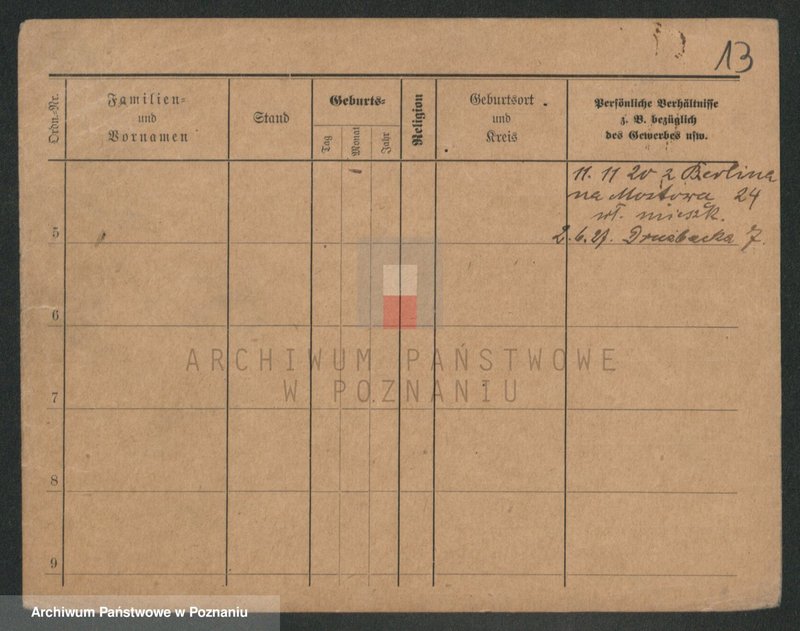 13
Ordn.-Nr.
Familien-
und
Vornamen
Stand
Geburts-
Tag
Monat
Jahr
Religion
Geburtsort
und
Kreis
Persönliche Verhältnisse
z. B. bezüglich
des Gewerbes usw.
11. 11 20 z Berlina
na Mostowa 24
wł. mieszk.
5
2. 6. 27. Drużbacka 7.
6
ARCHIWUM PAŃSTWOWE
W POZNANIU
7
8
9
Archiwum Państwowe w Poznaniu